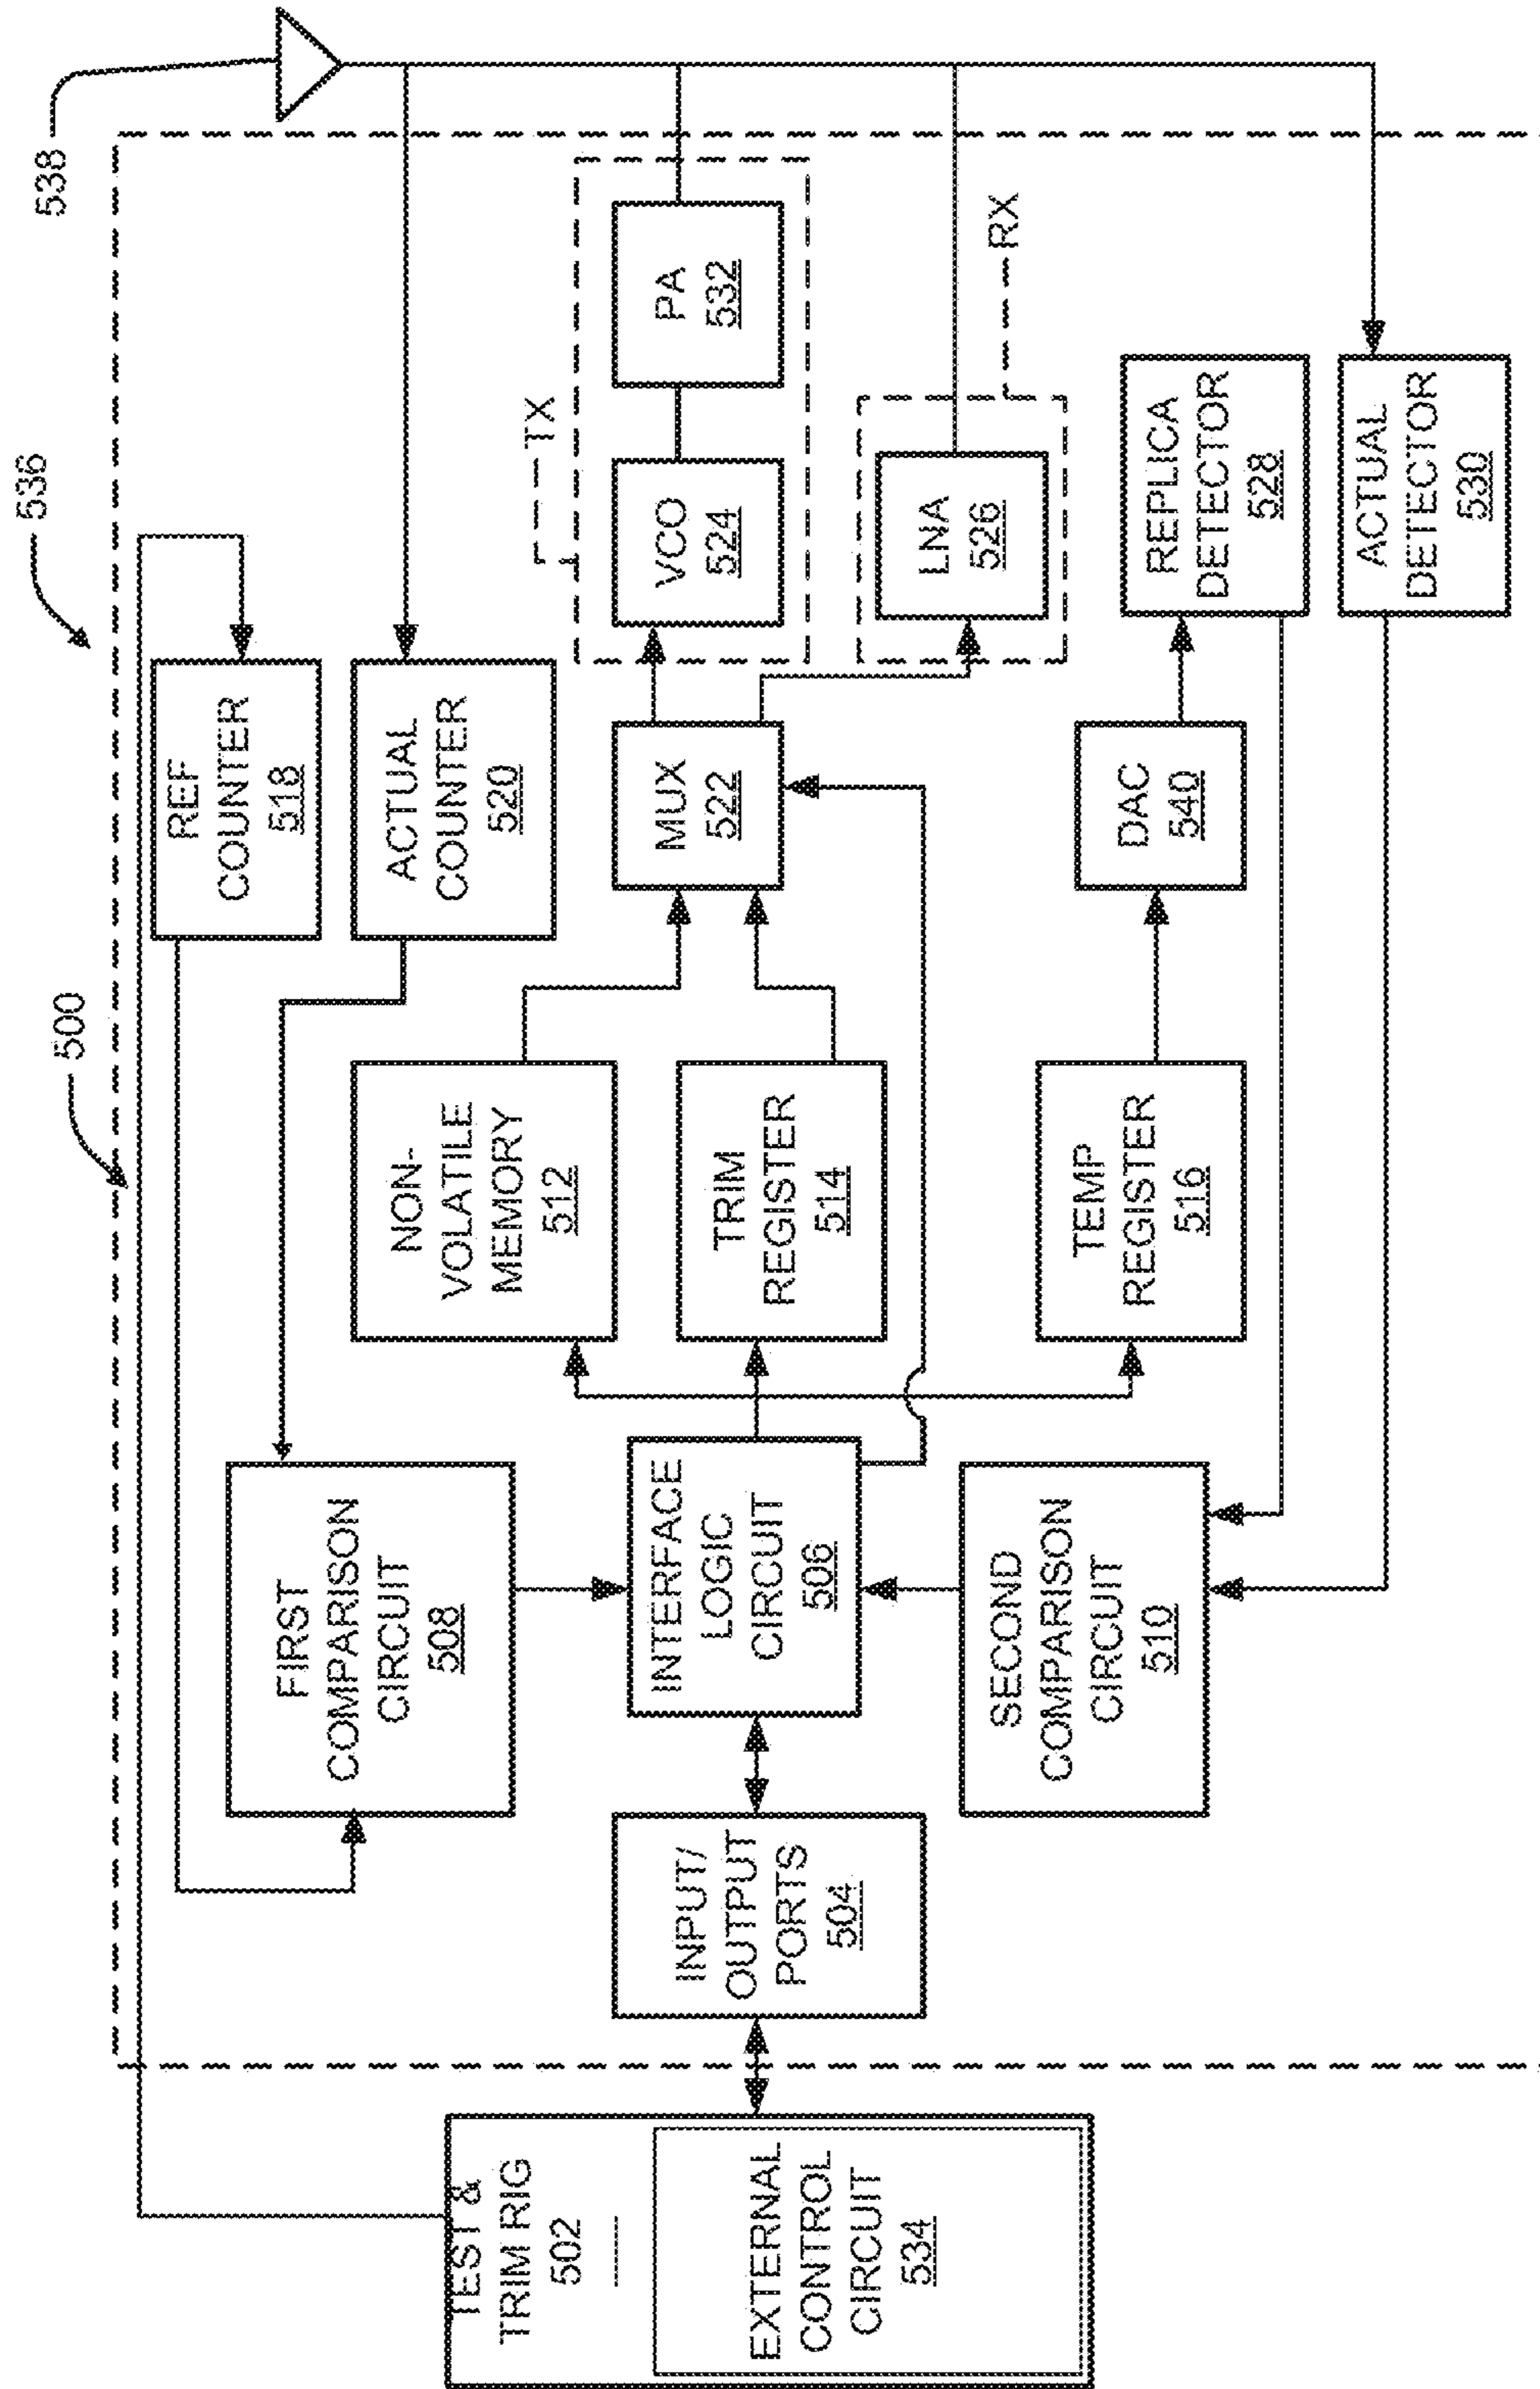 538
536
500
REF
COUNTER
518
ACTUAL
COUNTER
520
TX
PA
532
VCO
524
RX
LNA
526
MUX
522
REPLICA
DETECTOR
528
ACTUAL
DETECTOR
530
DAC
540
NON-
VOLATILE
MEMORY
512
TRIM
REGISTER
514
TEMP
REGISTER
516
FIRST
COMPARISON
CIRCUIT
508
INTERFACE
LOGIC
CIRCUIT
506
SECOND
COMPARISON
CIRCUIT
510
INPUT/
OUTPUT
PORTS
504
TEST &
TRIM RIG
502
EXTERNAL
CONTROL
CIRCUIT
534